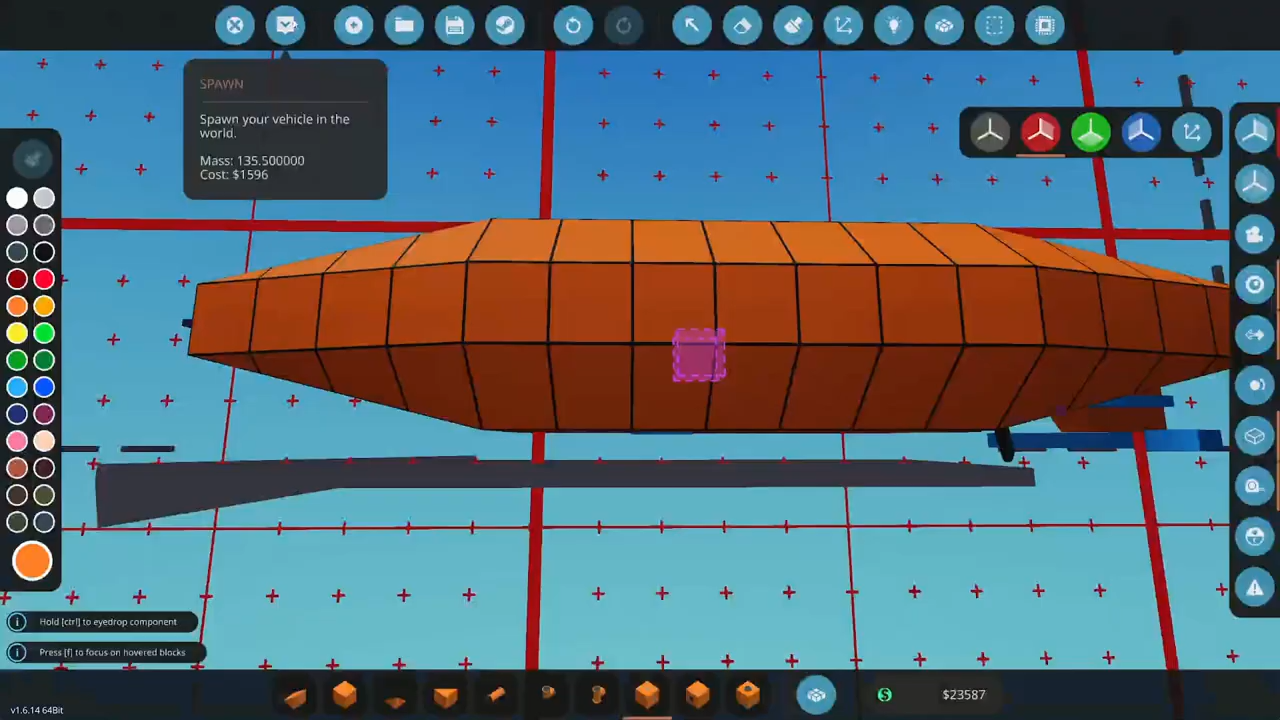 SPAWN
Spawn your vehicle in the
world.
Mass: 135.500000
Cost: $1596
Hold [ctrl] to eyedrop component
Press [f] to focus on hovered blocks
$
$23587
v1.6.14 64Bit